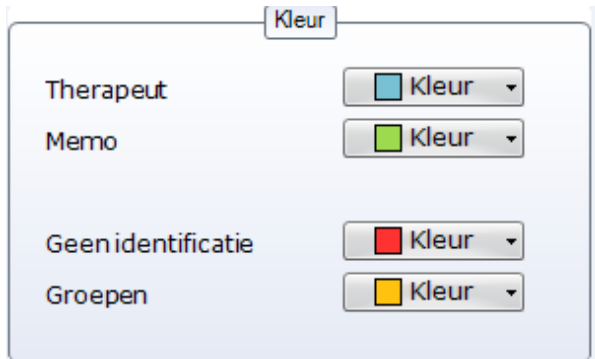 Kleur
Therapeut Kleur
Memo Kleur
Geen identificatie Kleur
Groepen Kleur